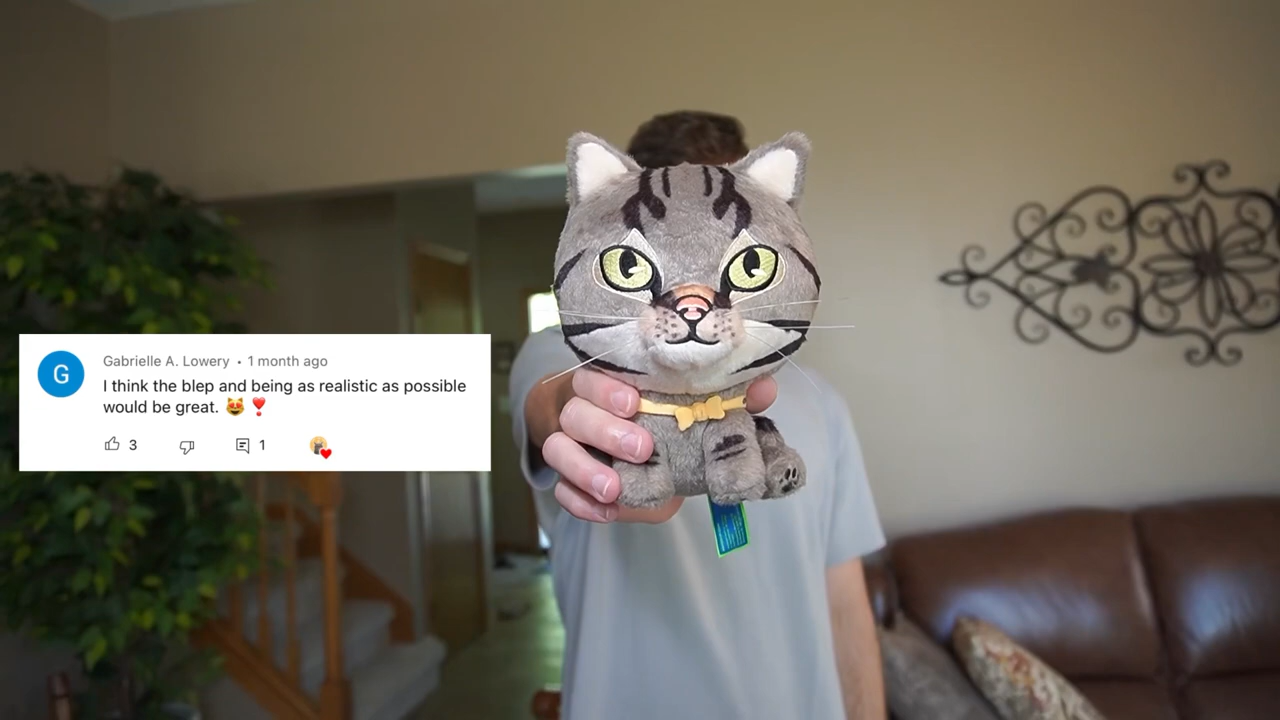 G
Gabrielle A. Lowery • 1 month ago
I think the blep and being as realistic as possible
would be great. 😻❣️
3 1